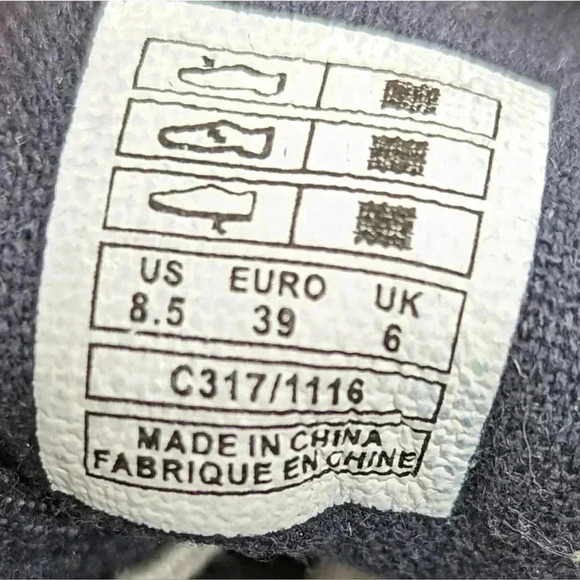 US EURO UK
8.5 39 6
C317/1116
MADE IN CHINA
FABRIQUE EN CHINE